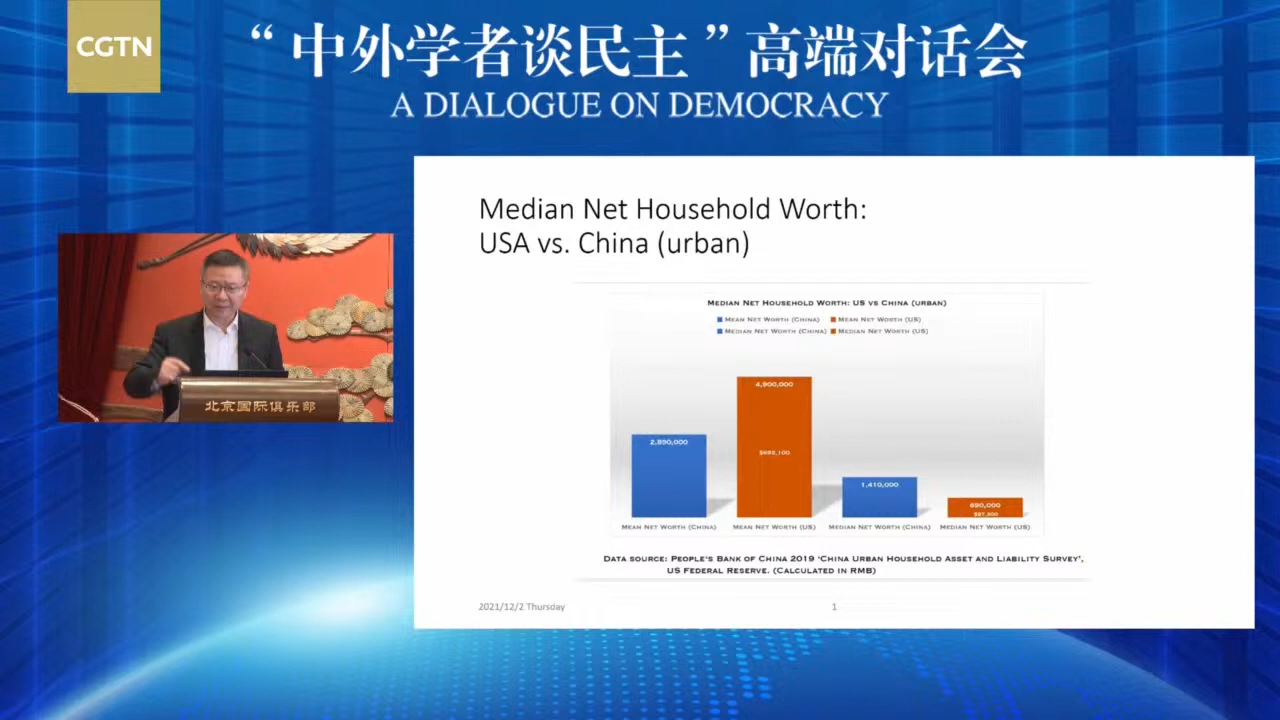 CGTN
“中外学者谈民主”高端对话会
A DIALOGUE ON DEMOCRACY
Median Net Household Worth:
USA vs. China (urban)
MEDIAN NET HOUSEHOLD WORTH: US VS CHINA (URBAN)
MEAN NET WORTH (CHINA) MEAN NET WORTH (US)
MEDIAN NET WORTH (CHINA) MEDIAN NET WORTH (US)
4,900,000
2,890,000
1,410,000
690,000
MEAN NET WORTH (CHINA) MEAN NET WORTH (US) MEDIAN NET WORTH (CHINA) MEDIAN NET WORTH (US)
DATA SOURCE: PEOPLE'S BANK OF CHINA 2019 'CHINA URBAN HOUSEHOLD ASSET AND LIABILITY SURVEY',
US FEDERAL RESERVE. (CALCULATED IN RMB)
2021/12/2 Thursday 1
北京国际俱乐部